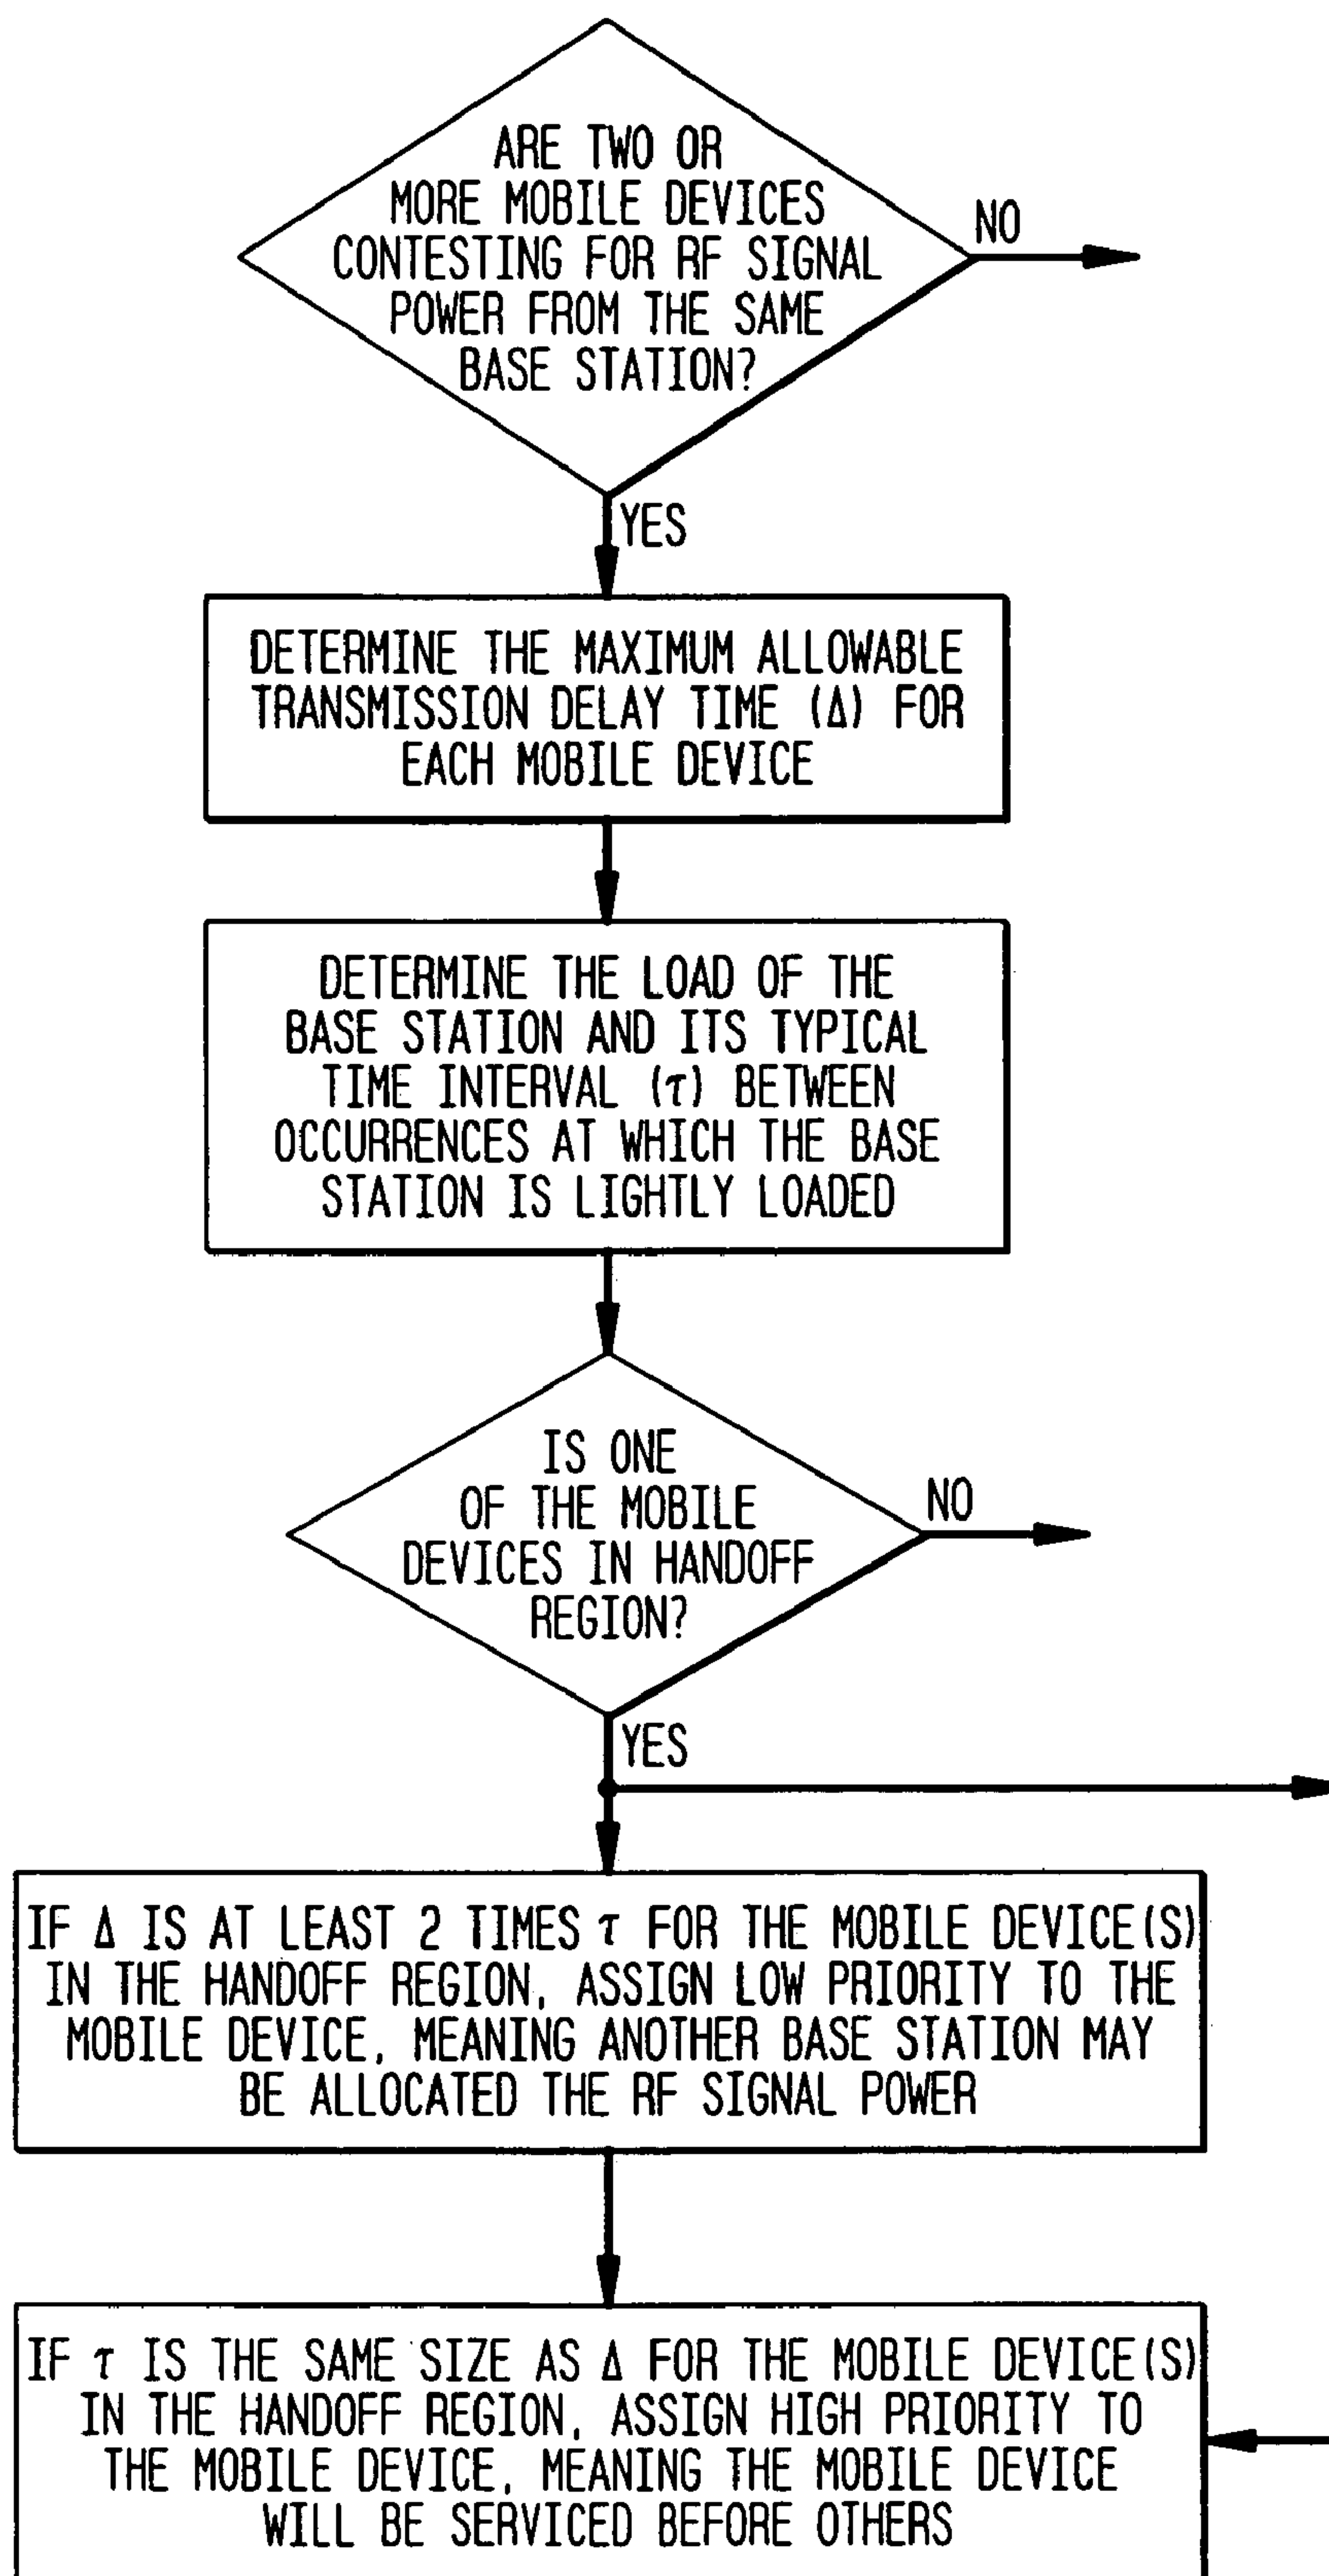 ARE TWO OR
MORE MOBILE DEVICES
CONTESTING FOR RF SIGNAL
POWER FROM THE SAME
BASE STATION?
NO
YES
DETERMINE THE MAXIMUM ALLOWABLE
TRANSMISSION DELAY TIME (Δ) FOR
EACH MOBILE DEVICE
DETERMINE THE LOAD OF THE
BASE STATION AND ITS TYPICAL
TIME INTERVAL (τ) BETWEEN
OCCURRENCES AT WHICH THE BASE
STATION IS LIGHTLY LOADED
IS ONE
OF THE MOBILE
DEVICES IN HANDOFF
REGION?
NO
YES
IF Δ IS AT LEAST 2 TIMES τ FOR THE MOBILE DEVICE(S)
IN THE HANDOFF REGION, ASSIGN LOW PRIORITY TO THE
MOBILE DEVICE, MEANING ANOTHER BASE STATION MAY
BE ALLOCATED THE RF SIGNAL POWER
IF τ IS THE SAME SIZE AS Δ FOR THE MOBILE DEVICE(S)
IN THE HANDOFF REGION, ASSIGN HIGH PRIORITY TO
THE MOBILE DEVICE, MEANING THE MOBILE DEVICE
WILL BE SERVICED BEFORE OTHERS